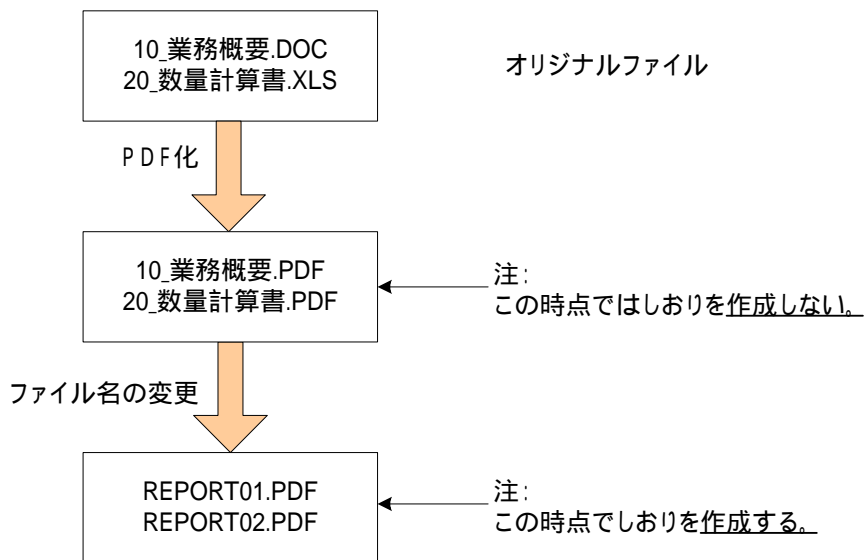 10_業務概要.DOC
20_数量計算書.XLS
オリジナルファイル
PDF化
10_業務概要.PDF
20_数量計算書.PDF
注：
この時点ではしおりを作成しない。
ファイル名の変更
REPORT01.PDF
REPORT02.PDF
注：
この時点でしおりを作成する。